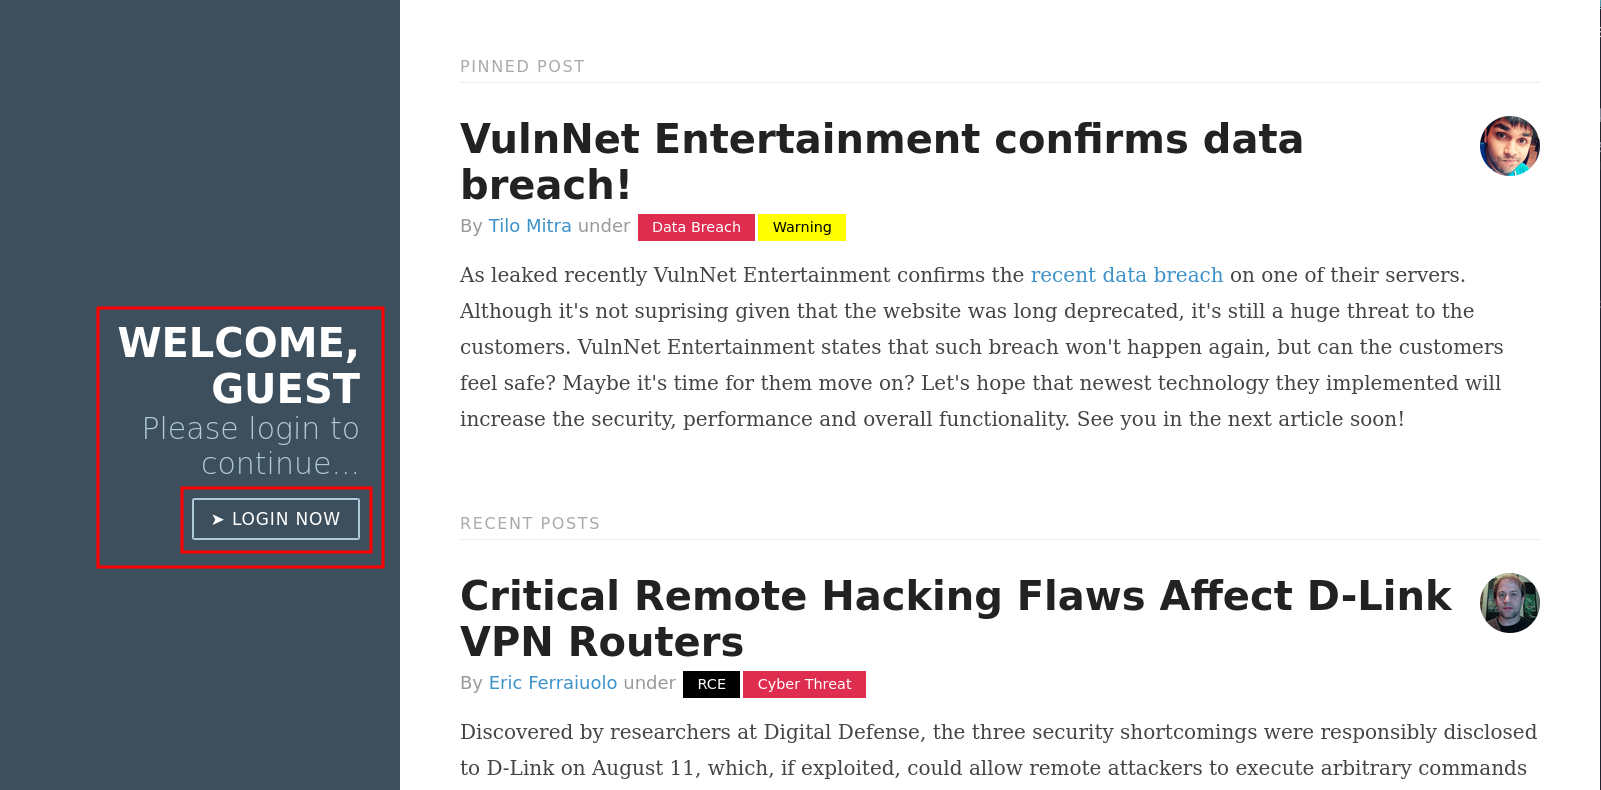 WELCOME,
GUEST
Please login to
continue...
➤ LOGIN NOW
PINNED POST
VulnNet Entertainment confirms data
breach!
By Tilo Mitra under Data Breach Warning
As leaked recently VulnNet Entertainment confirms the recent data breach on one of their servers.
Although it's not suprising given that the website was long deprecated, it's still a huge threat to the
customers. VulnNet Entertainment states that such breach won't happen again, but can the customers
feel safe? Maybe it's time for them move on? Let's hope that newest technology they implemented will
increase the security, performance and overall functionality. See you in the next article soon!
RECENT POSTS
Critical Remote Hacking Flaws Affect D-Link
VPN Routers
By Eric Ferraiuolo under RCE Cyber Threat
Discovered by researchers at Digital Defense, the three security shortcomings were responsibly disclosed
to D-Link on August 11, which, if exploited, could allow remote attackers to execute arbitrary commands